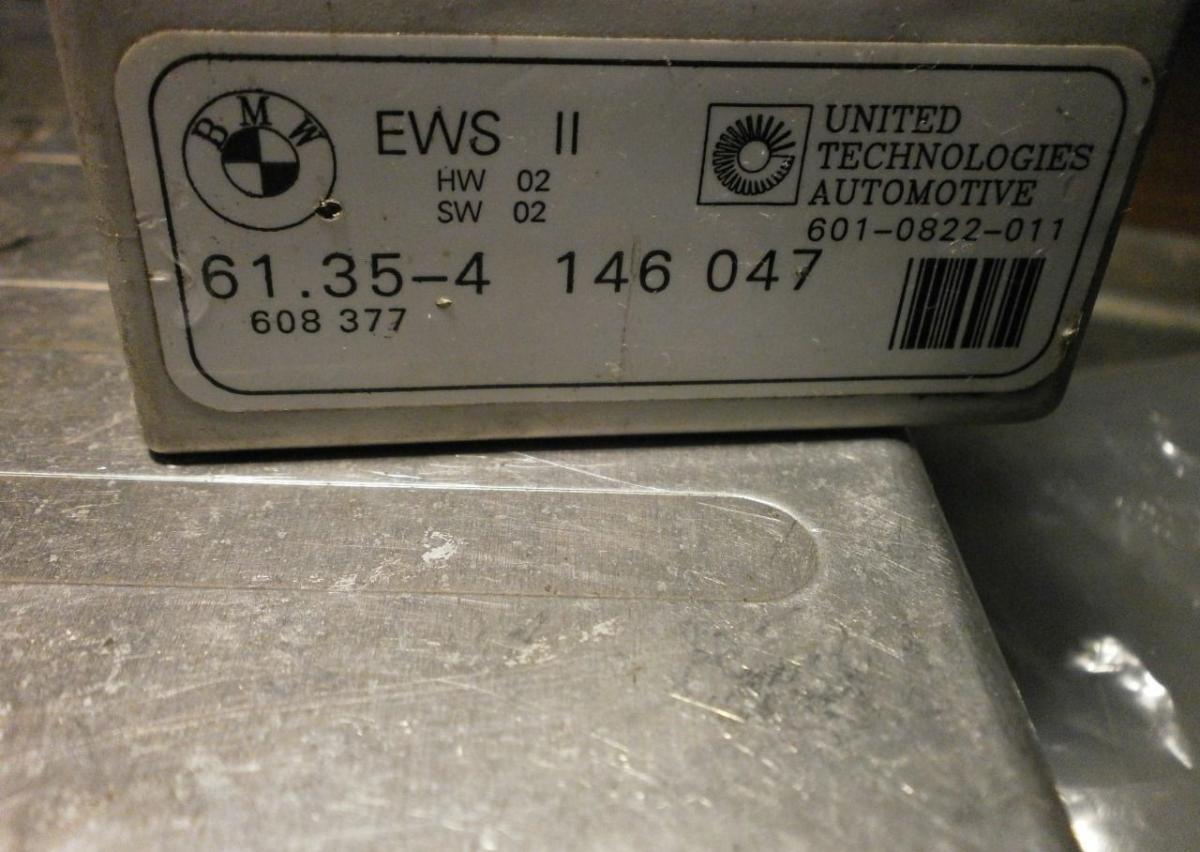 BMW
EWS II
HW 02
SW 02
UNITED
TECHNOLOGIES
AUTOMOTIVE
601-0822-011
61.35-4 146 047
608 377